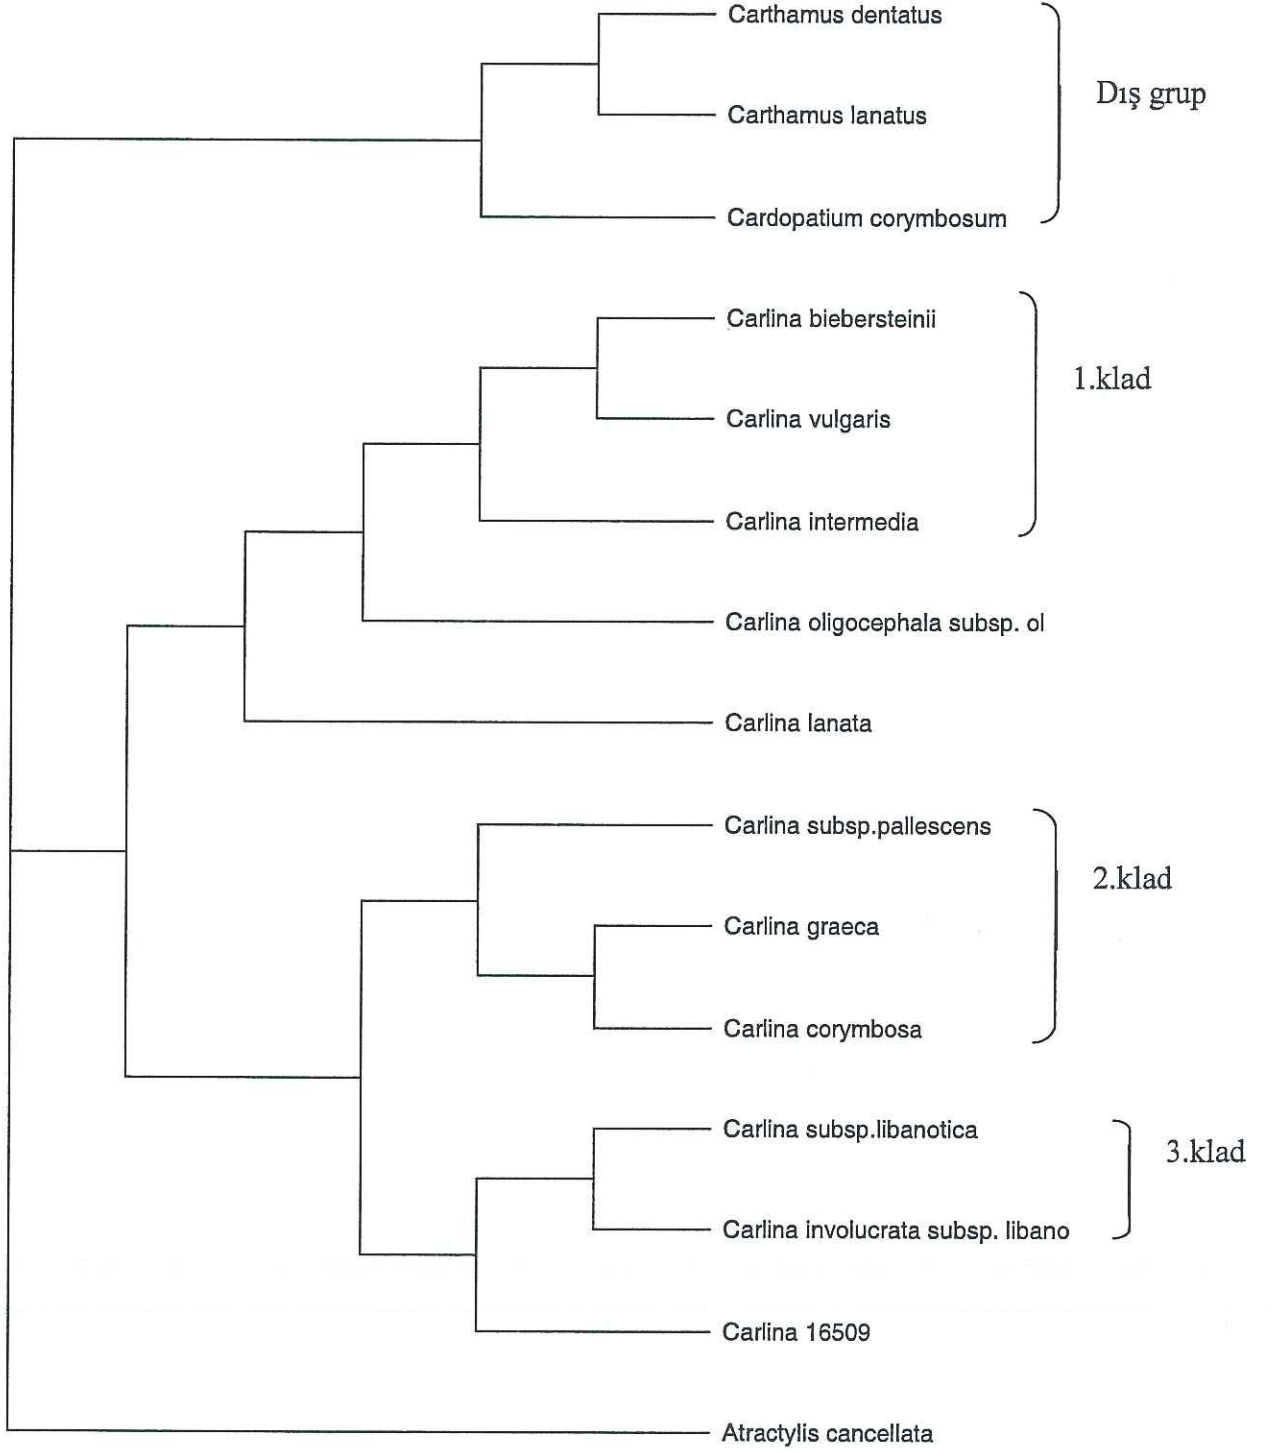 Carthamus dentatus
Dış grup
Carthamus lanatus
Cardopatium corymbosum
Carlina biebersteinii
1.klad
Carlina vulgaris
Carlina intermedia
Carlina oligocephala subsp. ol
Carlina lanata
Carlina subsp.pallescens
2.klad
Carlina graeca
Carlina corymbosa
Carlina subsp.libanotica
3.klad
Carlina involucrata subsp. libano
Carlina 16509
Atractylis cancellata